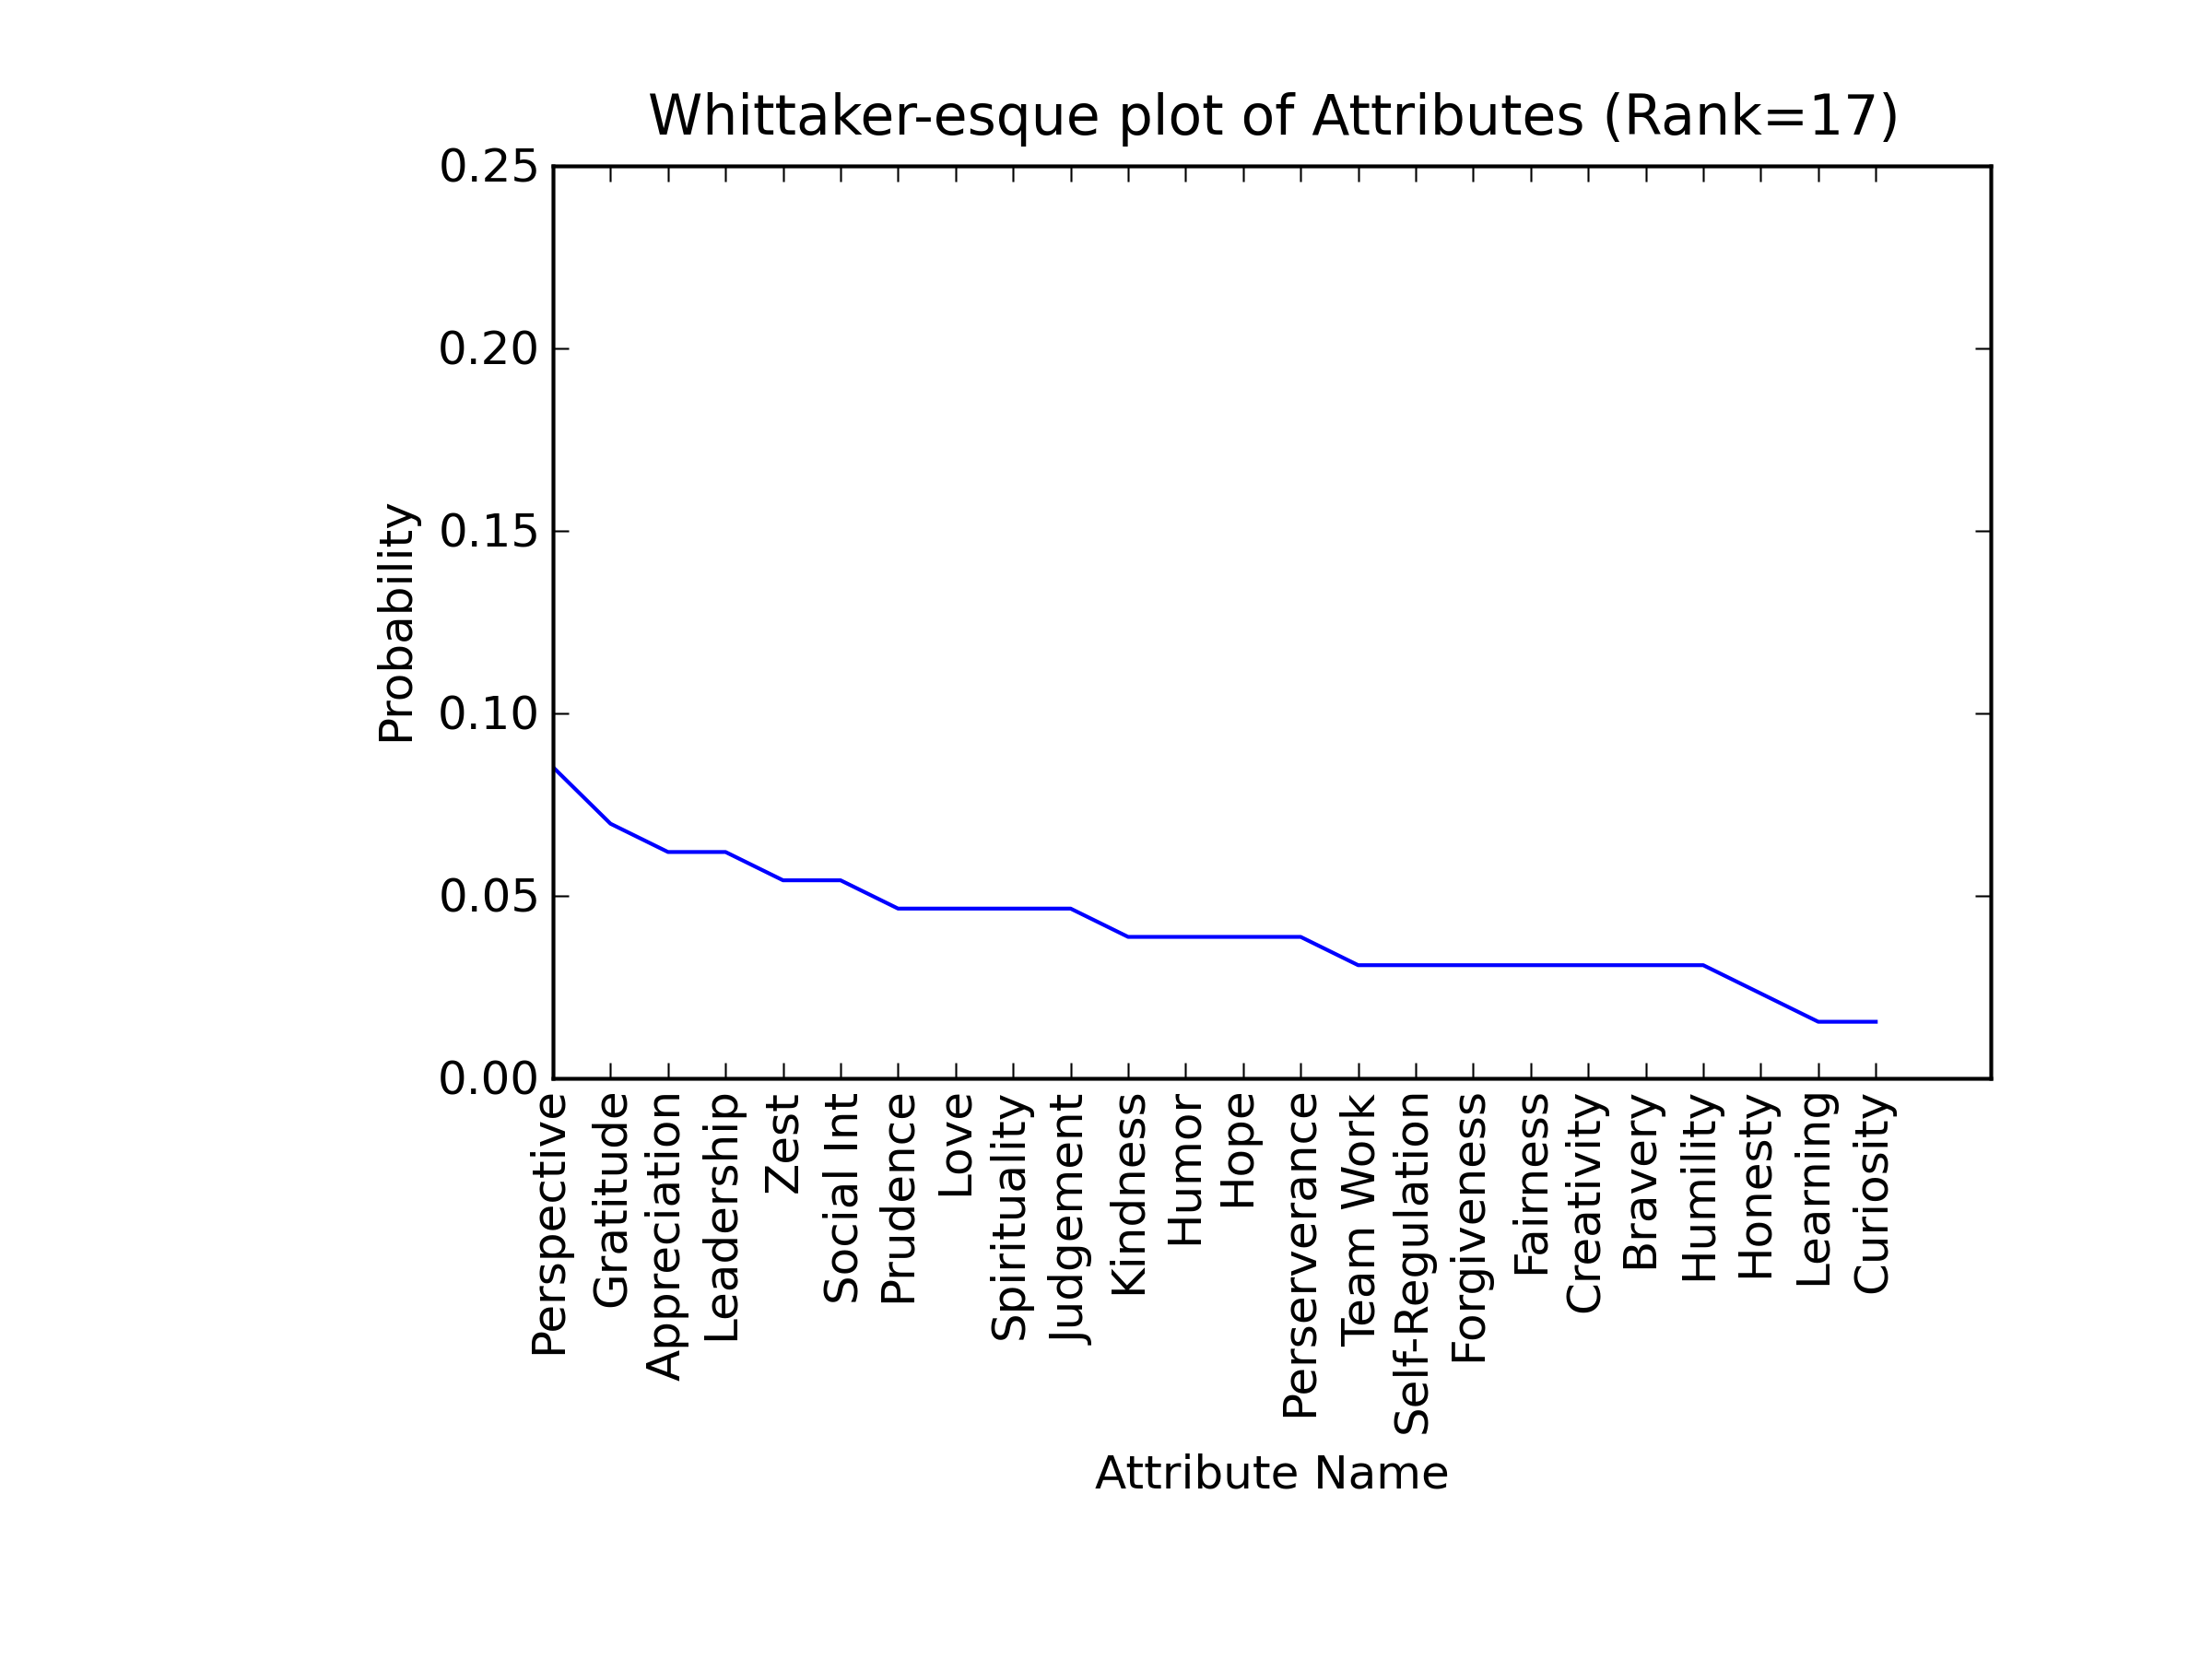 Whittaker-esque plot of Attributes (Rank=17)
0.25
0.20
0.15
0.10
0.05
0.00
Probability
Perspective
Gratitude
Appreciation
Leadership
Zest
Social Int
Prudence
Love
Spirituality
Judgement
Kindness
Humor
Hope
Perserverance
Team Work
Self-Regulation
Forgiveness
Fairness
Creativity
Bravery
Humility
Honesty
Learning
Curiosity
Attribute Name